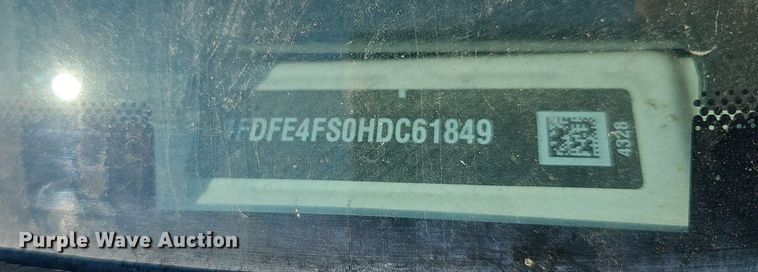 FDFE4FS0HDC61849
4328
Purple Wave Auction